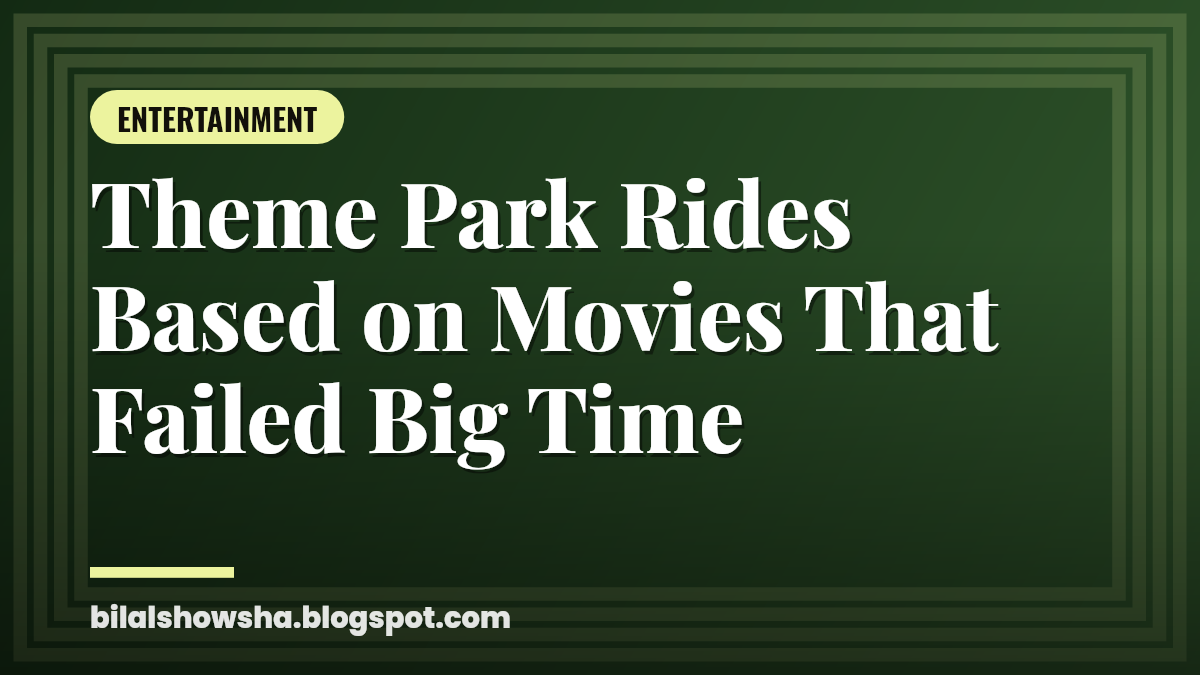 ENTERTAINMENT
Theme Park Rides
Based on Movies That
Failed Big Time
bilalshowsha.blogspot.com